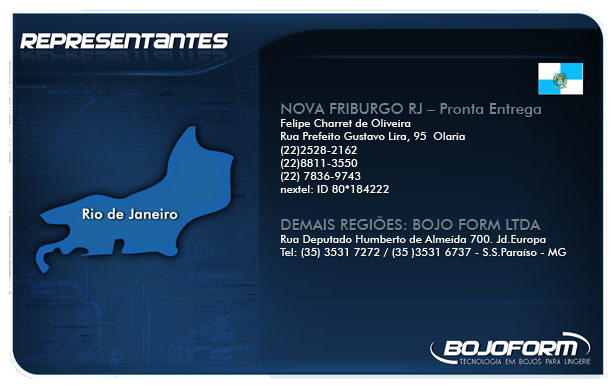 REPRESENTANTES
NOVA FRIBURGO RJ – Pronta Entrega
Felipe Charret de Oliveira
Rua Prefeito Gustavo Lira, 95  Olaria
(22)2528-2162
(22)8811-3550
(22) 7836-9743
nextel: ID 80*184222
Rio de Janeiro
DEMAIS REGIÕES: BOJO FORM LTDA
Rua Deputado Humberto de Almeida 700. Jd.Europa
Tel: (35) 3531 7272 / (35 )3531 6737 - S.S.Paraíso - MG
BOJOFORM
TECNOLOGIA EM BOJOS PARA LINGERIE